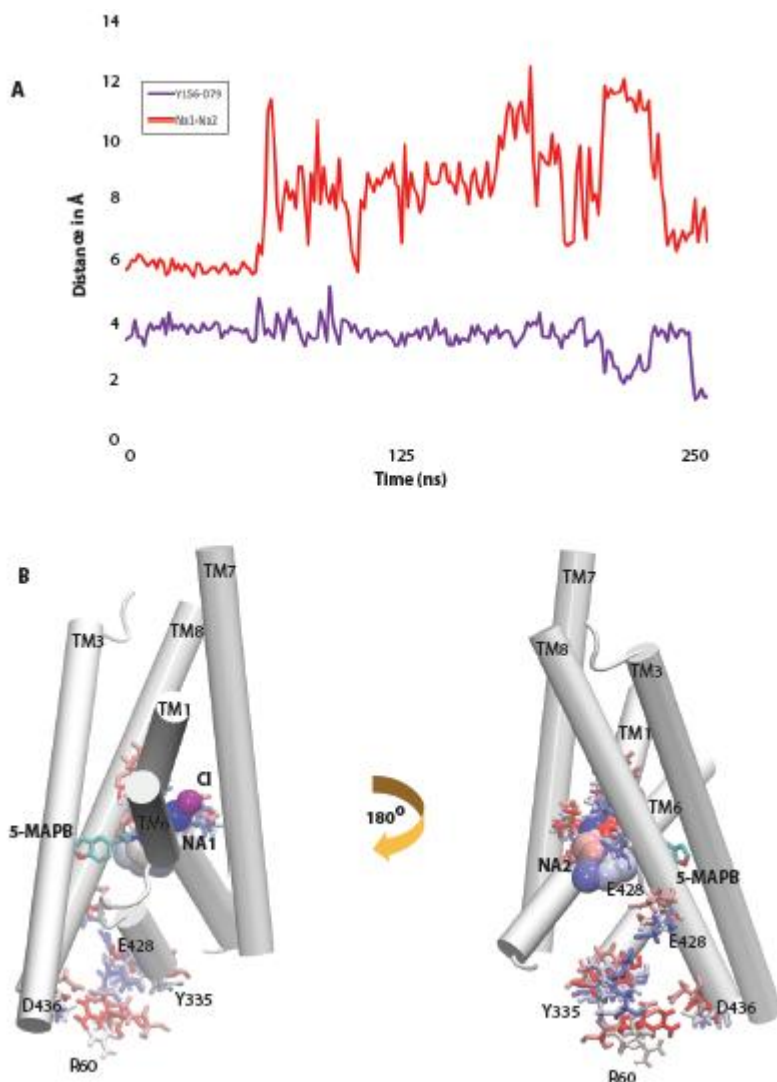 A
14
12
10
8
6
4
2
0
Distance in Å
Y156-D79
Na1-Na2
0
125
250
Time (ns)
B
TM7
TM3
TM8
TM1
Cl
TM6
5-MAPB
NA1
E428
Y335
D436
R60
180°
TM7
TM8
TM3
TM1
TM6
NA2
5-MAPB
E428
E428
Y335
D436
R60